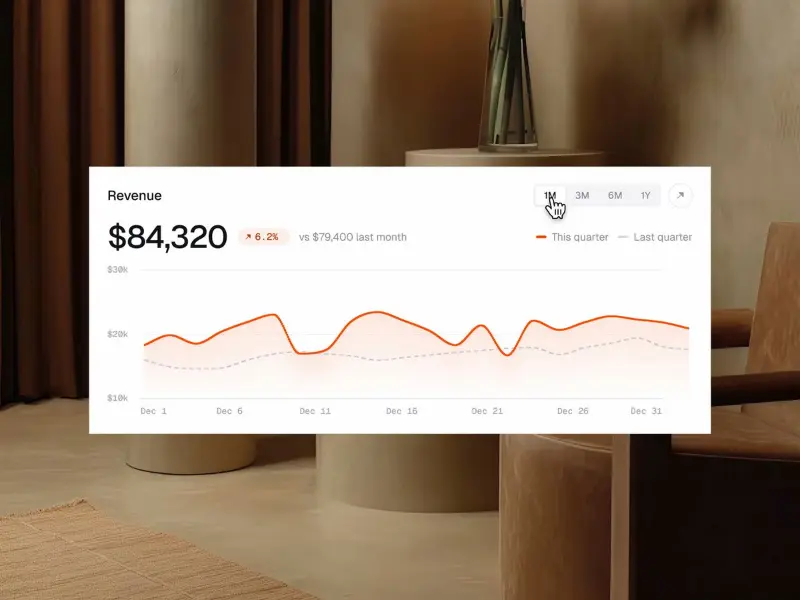 Revenue
1M 3M 6M 1Y
$84,320 6.2% vs $79,400 last month
This quarter Last quarter
$30k
$20k
$10k
Dec 1 Dec 6 Dec 11 Dec 16 Dec 21 Dec 26 Dec 31